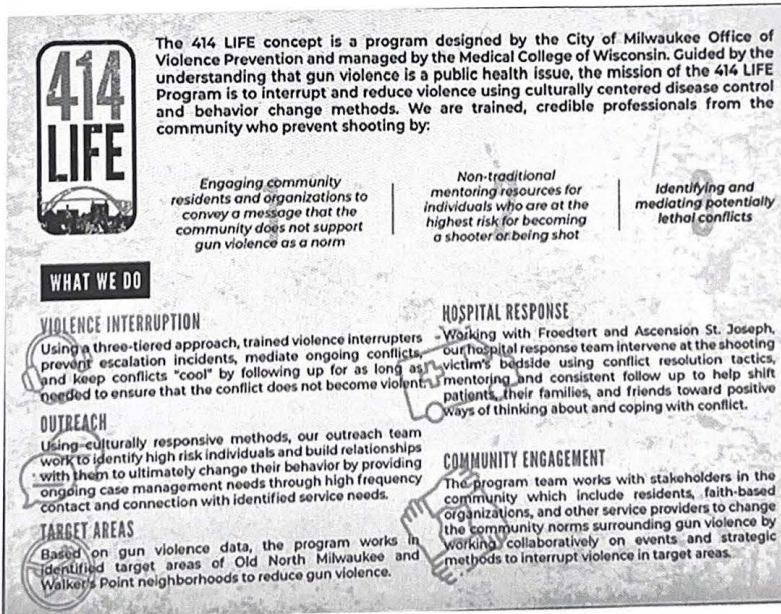 414
LIFE
The 414 LIFE concept is a program designed by the City of Milwaukee Office of
Violence Prevention and managed by the Medical College of Wisconsin. Guided by the
understanding that gun violence is a public health issue, the mission of the 414 LIFE
Program is to interrupt and reduce violence using culturally centered disease control
and behavior change methods. We are trained, credible professionals from the
community who prevent shooting by:
1
Engaging community
residents and organizations to
convey a message that the
community does not support
gun violence as a norm
2
Non-traditional
mentoring resources for
individuals who are at the
highest risk for becoming
a shooter or being shot
3
Identifying and
mediating potentially
lethal conflicts
WHAT WE DO
VIOLENCE INTERRUPTION
Using a three-tiered approach, trained violence interrupters
prevent escalation incidents, mediate ongoing conflicts,
and keep conflicts "cool" by following up for as long as
needed to ensure that the conflict does not become violent.
OUTREACH
Using culturally responsive methods, our outreach team
work to identify high risk individuals and build relationships
with them to ultimately change their behavior by providing
ongoing case management needs through high frequency
contact and connection with identified service needs.
TARGET AREAS
Based on gun violence data, the program works in
identified target areas of Old North Milwaukee and
Walker's Point neighborhoods to reduce gun violence.
HOSPITAL RESPONSE
Working with Froedtert and Ascension St. Joseph,
our hospital response team intervene at the shooting
victim's bedside using conflict resolution tactics,
mentoring and consistent follow up to help shift
patients, their families, and friends toward positive
ways of thinking about and coping with conflict.
COMMUNITY ENGAGEMENT
The program team works with stakeholders in the
community which include residents, faith-based
organizations, and other service providers to change
the community norms surrounding gun violence by
working collaboratively on events and strategic
methods to interrupt violence in target areas.